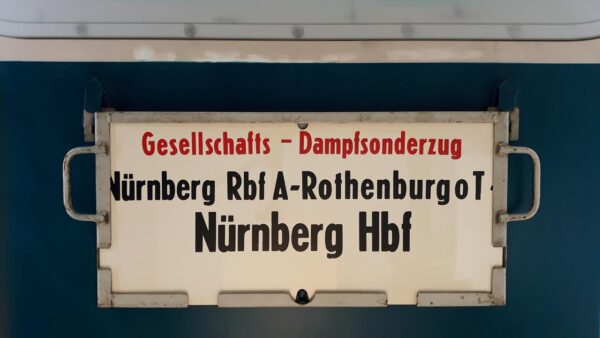 Gesellschafts - Dampfsonderzug
Nürnberg Rbf A-Rothenburg o T -
Nürnberg Hbf